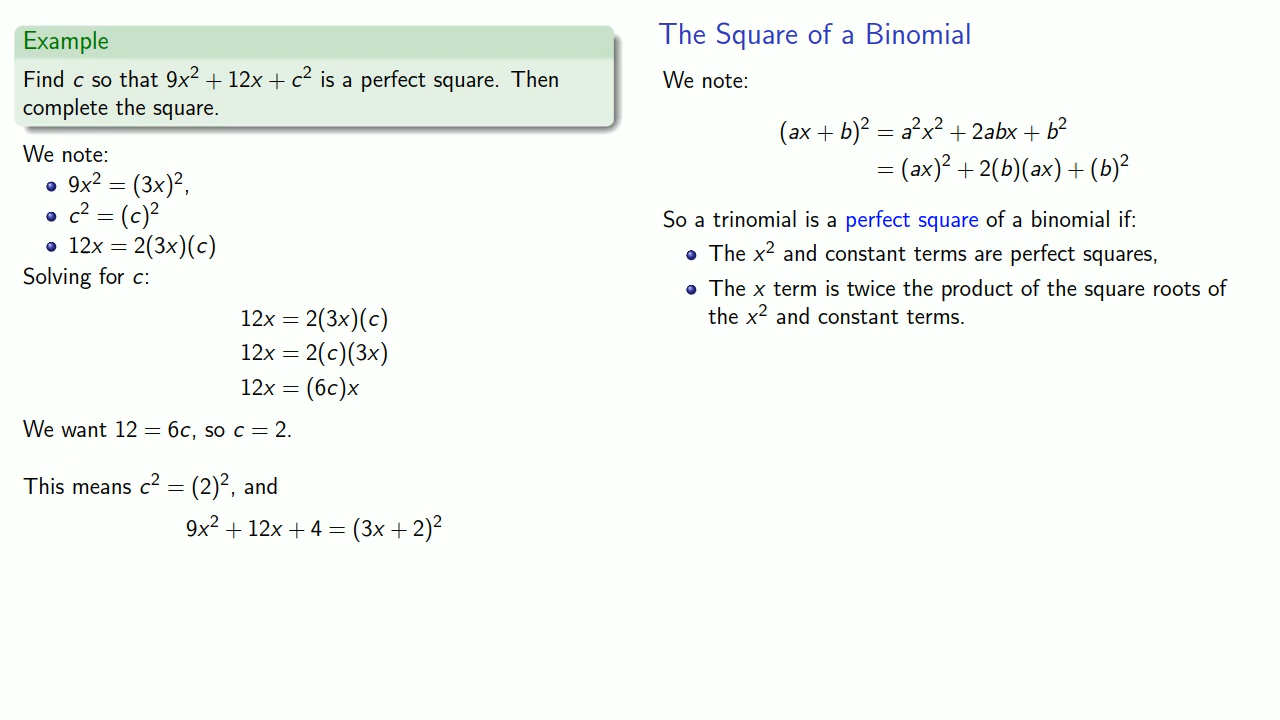 Example
Find c so that 9x² + 12x + c² is a perfect square. Then
complete the square.
We note:
9x² = (3x)²,
c² = (c)²
12x = 2(3x)(c)
Solving for c:
12x = 2(3x)(c)
12x = 2(c)(3x)
12x = (6c)x
We want 12 = 6c, so c = 2.
This means c² = (2)², and
9x² + 12x + 4 = (3x + 2)²
The Square of a Binomial
We note:
(ax + b)² = a²x² + 2abx + b²
= (ax)² + 2(b)(ax) + (b)²
So a trinomial is a perfect square of a binomial if:
The x² and constant terms are perfect squares,
The x term is twice the product of the square roots of
the x² and constant terms.